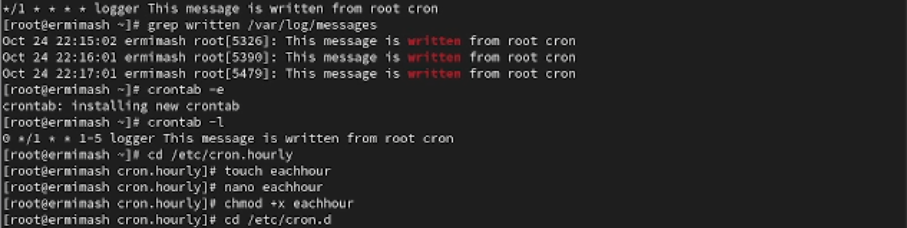 */1 * * * * logger This message is written from root cron
[root@ermimash ~]# grep written /var/log/messages
Oct 24 22:15:02 ermimash root[5326]: This message is written from root cron
Oct 24 22:16:01 ermimash root[5390]: This message is written from root cron
Oct 24 22:17:01 ermimash root[5479]: This message is written from root cron
[root@ermimash ~]# crontab -e
crontab: installing new crontab
[root@ermimash ~]# crontab -l
0 */1 * * 1-5 logger This message is written from root cron
[root@ermimash ~]# cd /etc/cron.hourly
[root@ermimash cron.hourly]# touch eachhour
[root@ermimash cron.hourly]# nano eachhour
[root@ermimash cron.hourly]# chmod +x eachhour
[root@ermimash cron.hourly]# cd /etc/cron.d